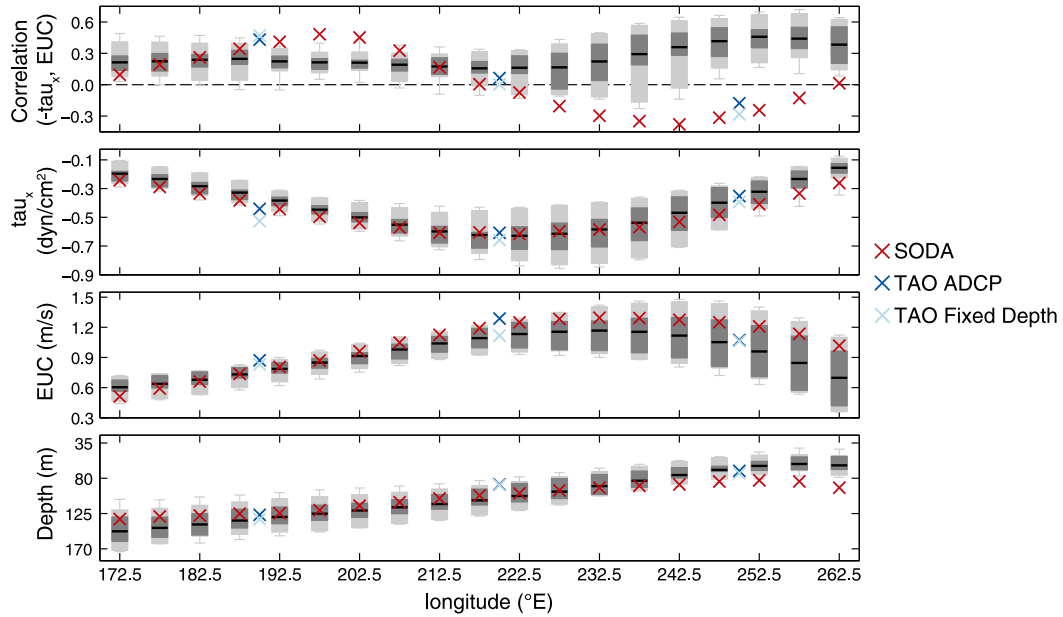 Correlation
(-tau_x, EUC)
0.6
0.3
0.0
−0.3
tau_x
(dyn/cm²)
−0.1
−0.3
−0.5
−0.7
−0.9
EUC (m/s)
1.5
1.2
0.9
0.6
0.3
Depth (m)
35
80
125
170
172.5 182.5 192.5 202.5 212.5 222.5 232.5 242.5 252.5 262.5
longitude (°E)
SODA
TAO ADCP
TAO Fixed Depth